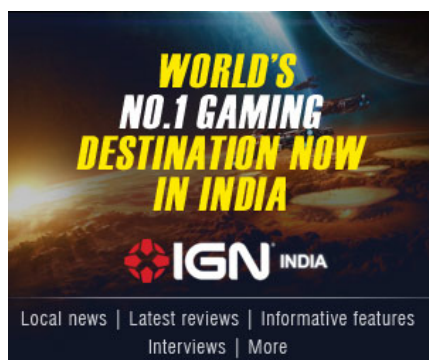 WORLD'S
NO.1 GAMING
DESTINATION NOW
IN INDIA
IGN INDIA
Local news | Latest reviews | Informative features
Interviews | More